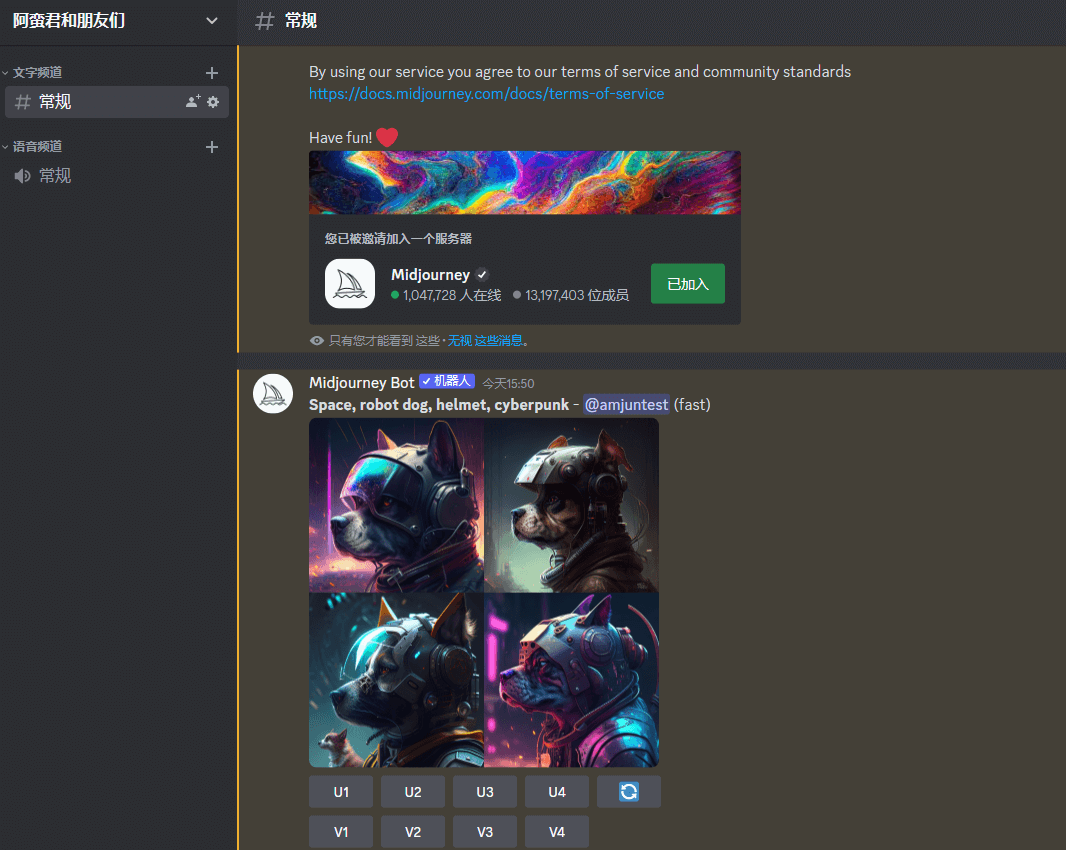 阿蛮君和朋友们
常规
文字频道
常规
语音频道
常规
By using our service you agree to our terms of service and community standards
https://docs.midjourney.com/docs/terms-of-service
Have fun!
您已被邀请加入一个服务器
Midjourney
1,047,728 人在线 13,197,403 位成员
已加入
只有您才能看到 这些 • 无视 这些消息。
Midjourney Bot 机器人 今天15:50
Space, robot dog, helmet, cyberpunk - @amjuntest (fast)
U1 U2 U3 U4
V1 V2 V3 V4